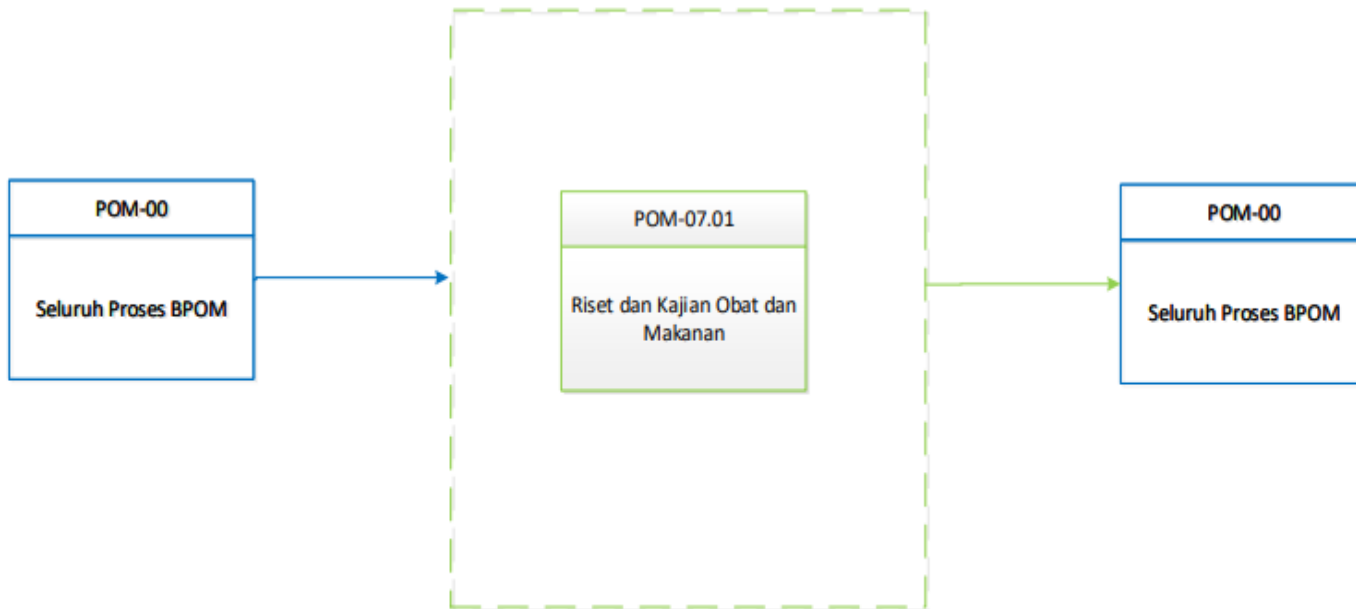 POM-00
Seluruh Proses BPOM
POM-07.01
Riset dan Kajian Obat dan
Makanan
POM-00
Seluruh Proses BPOM